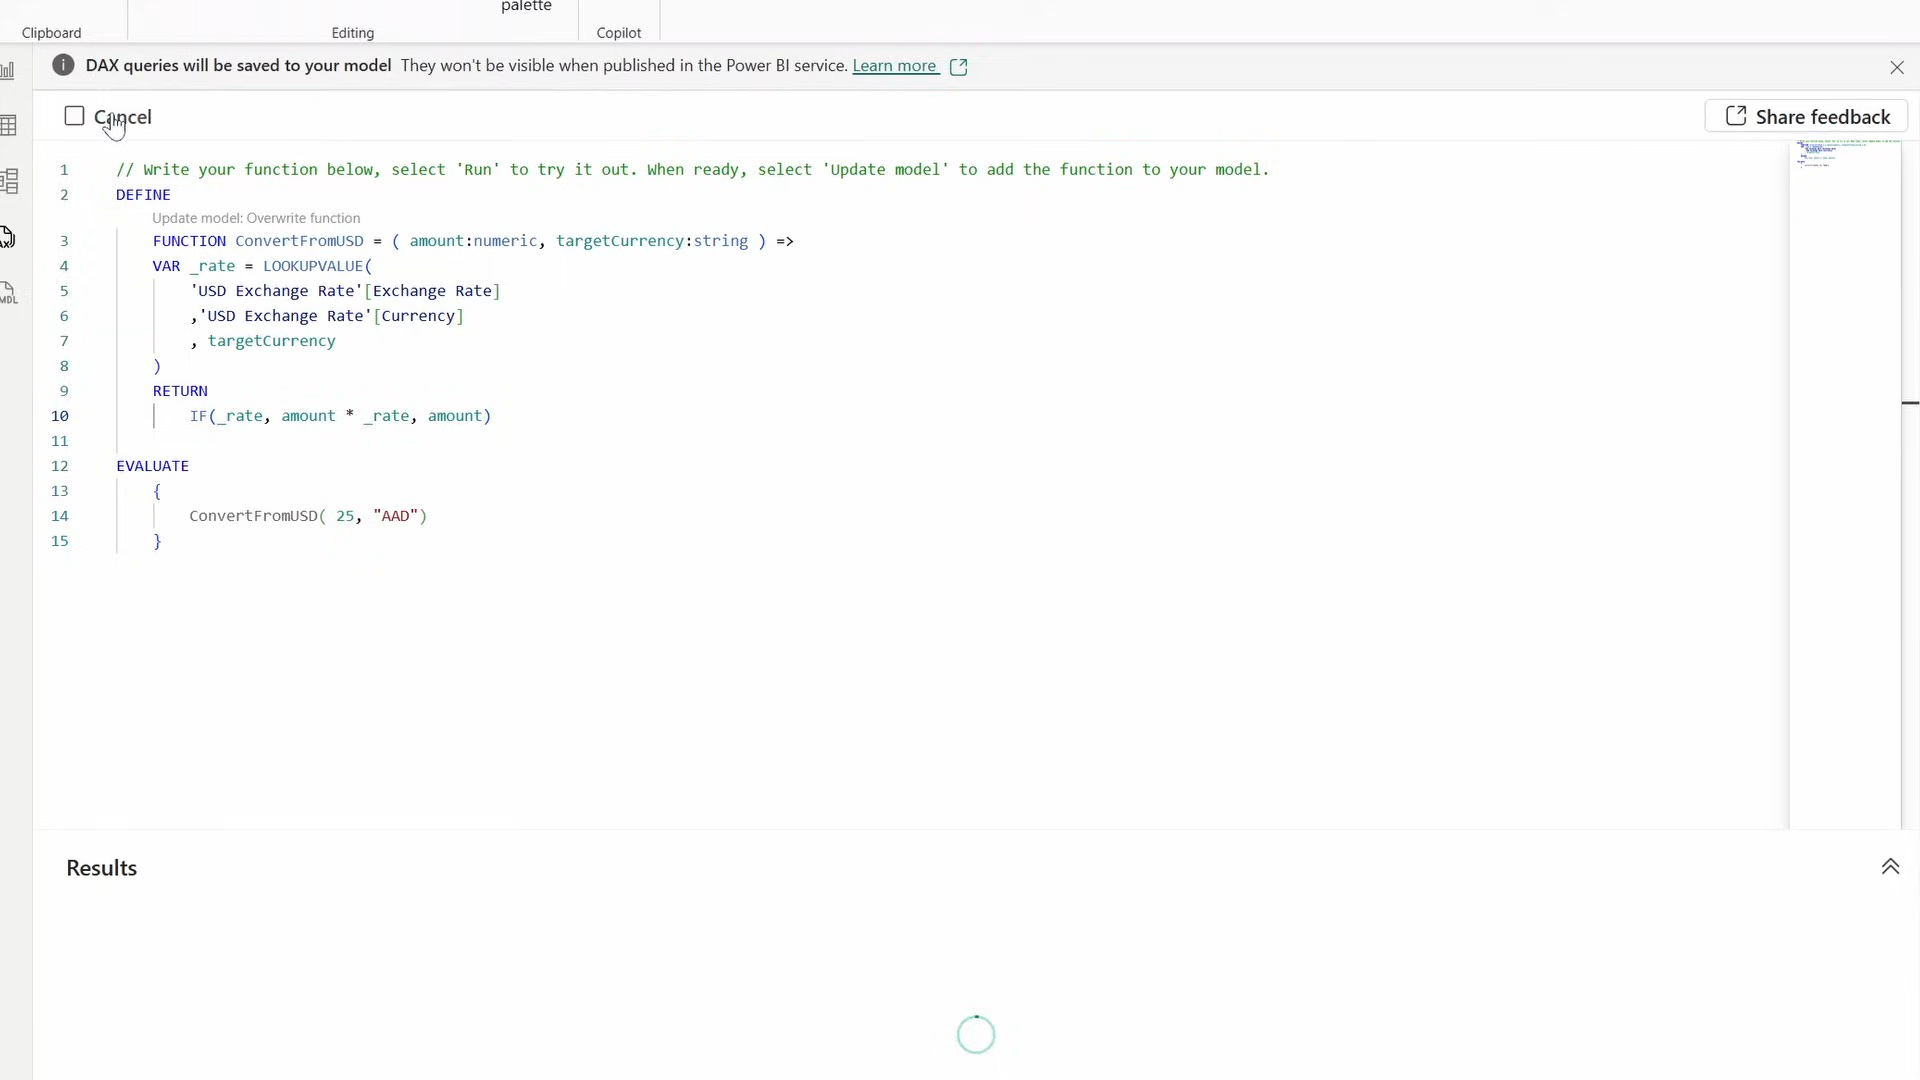 palette
Clipboard
Editing
Copilot
DAX queries will be saved to your model They won't be visible when published in the Power BI service. Learn more
Cancel
Share feedback
1 // Write your function below, select 'Run' to try it out. When ready, select 'Update model' to add the function to your model.
2 DEFINE
Update model: Overwrite function
3 FUNCTION ConvertFromUSD = ( amount:numeric, targetCurrency:string ) =>
4 VAR _rate = LOOKUPVALUE(
5 'USD Exchange Rate'[Exchange Rate]
6 ,'USD Exchange Rate'[Currency]
7 , targetCurrency
8 )
9 RETURN
10 IF(_rate, amount * _rate, amount)
11
12 EVALUATE
13 {
14 ConvertFromUSD( 25, "AAD")
15 }
Results